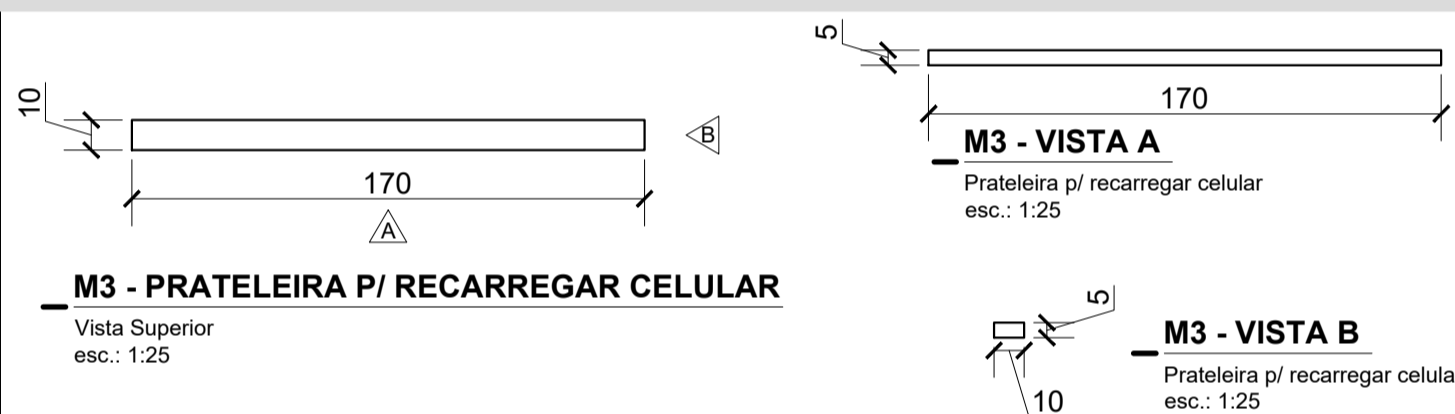 10
170
A
B
M3 - PRATELEIRA P/ RECARREGAR CELULAR
Vista Superior
esc.: 1:25
5
170
M3 - VISTA A
Prateleira p/ recarregar celular
esc.: 1:25
5
10
M3 - VISTA B
Prateleira p/ recarregar celula
esc.: 1:25